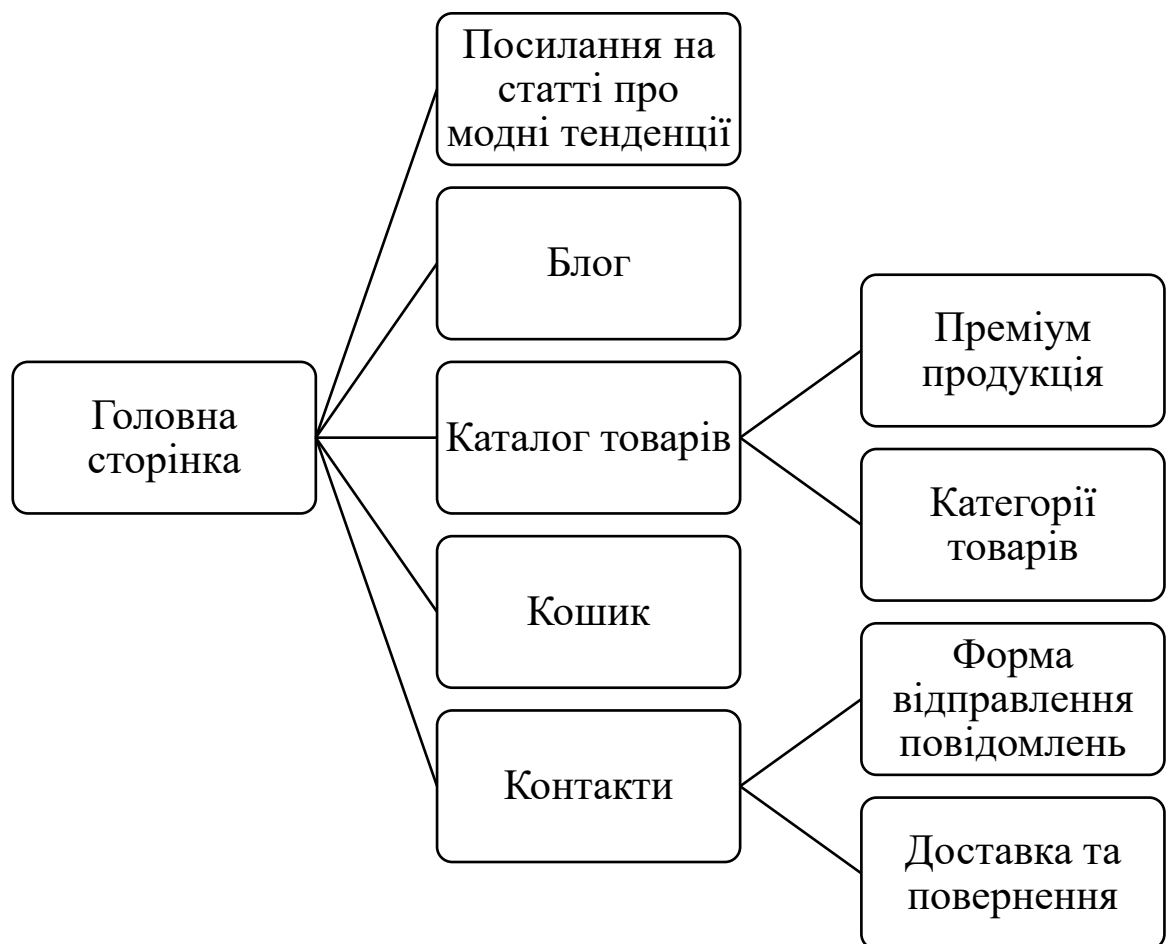 Посилання на
статті про
модні тенденції
Блог
Преміум
продукція
Головна
сторінка
Каталог товарів
Категорії
товарів
Кошик
Форма
відправлення
повідомлень
Контакти
Доставка та
повернення